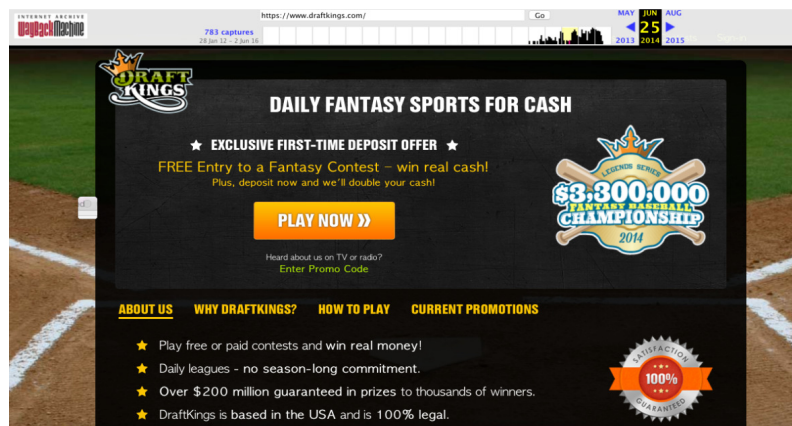 INTERNET ARCHIVE
WayBackMachine
https://www.draftkings.com/
Go
783 captures
28 Jan 12 – 2 Jun 16
MAY JUN AUG
25
2013 2014 2015
Sign in
DRAFT
KINGS
DAILY FANTASY SPORTS FOR CASH
EXCLUSIVE FIRST-TIME DEPOSIT OFFER
FREE Entry to a Fantasy Contest – win real cash!
Plus, deposit now and we'll double your cash!
PLAY NOW »
Heard about us on TV or radio?
Enter Promo Code
LEGENDS SERIES
$3,300,000
FANTASY BASEBALL
CHAMPIONSHIP
2014
ABOUT US WHY DRAFTKINGS? HOW TO PLAY CURRENT PROMOTIONS
Play free or paid contests and win real money!
Daily leagues - no season-long commitment.
Over $200 million guaranteed in prizes to thousands of winners.
DraftKings is based in the USA and is 100% legal.
SATISFACTION
100%
GUARANTEED